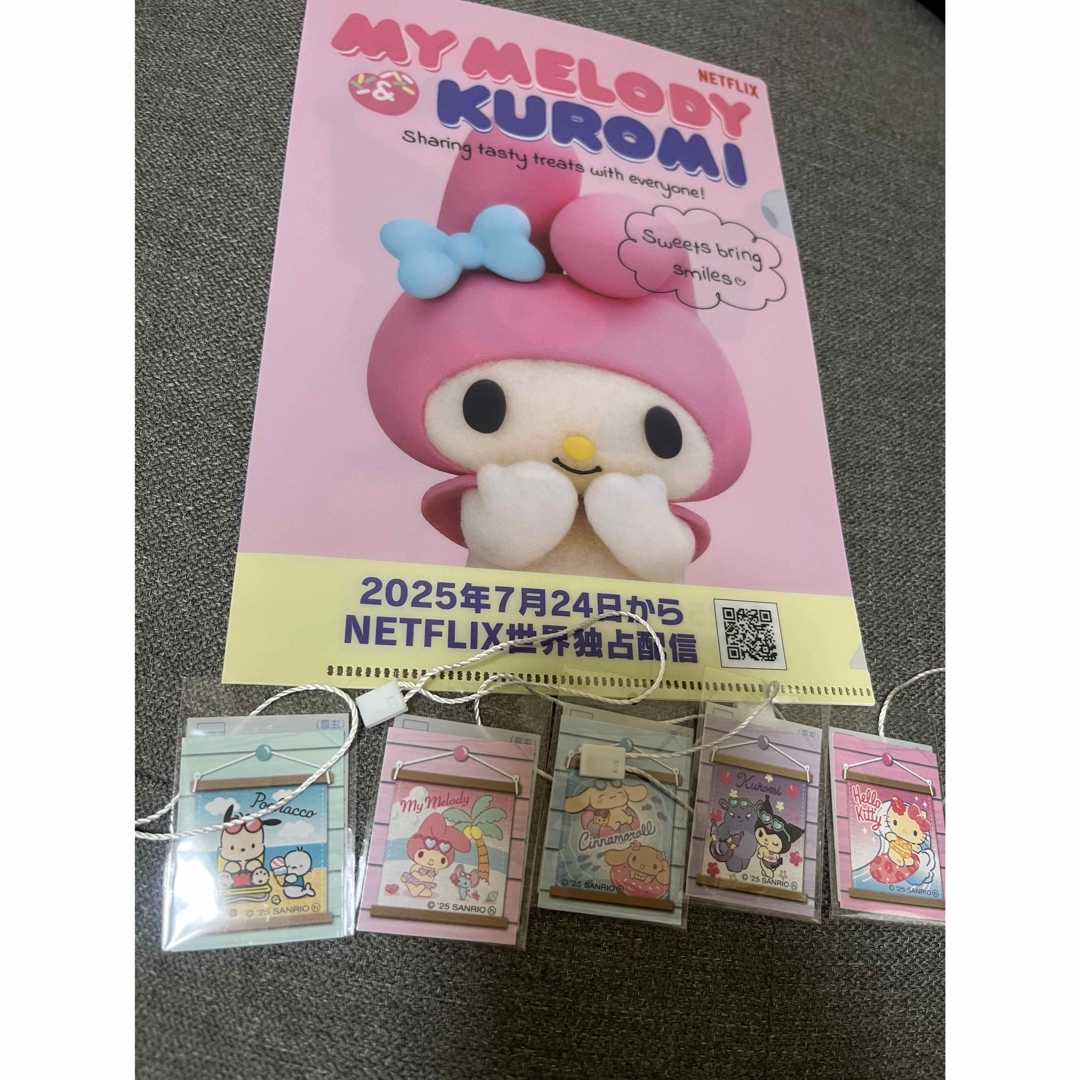 NETFLIX
MY MELODY
& KUROMI
Sharing tasty treats with everyone!
Sweets bring
smiles
2025年7月24日から
NETFLIX世界独占配信
Pochacco
© '25 SANRIO
My Melody
© '25 SANRIO
Cinnamoroll
© '25 SANRIO
Kuromi
© '25 SANRIO
Hello
Kitty
© '25 SANRIO